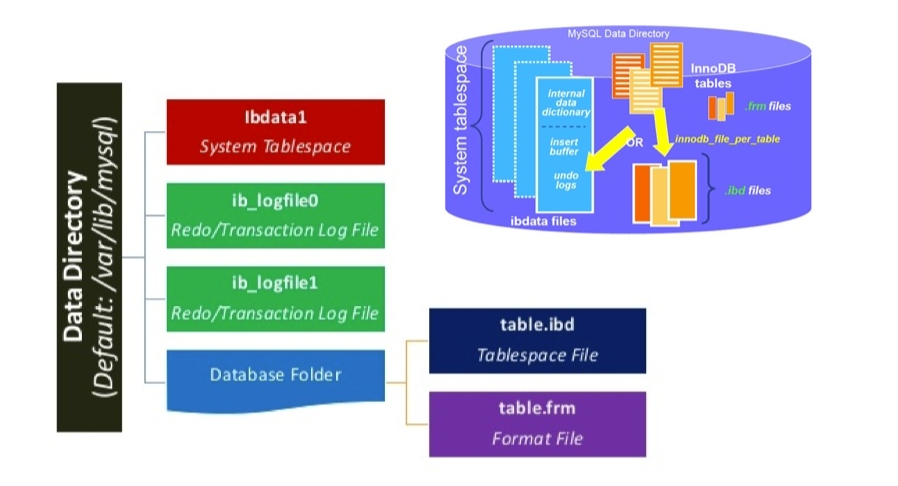 Data Directory
(Default: /var/lib/mysql)
Ibdata1
System Tablespace
ib_logfile0
Redo/Transaction Log File
ib_logfile1
Redo/Transaction Log File
Database Folder
table.ibd
Tablespace File
table.frm
Format File
MySQL Data Directory
System tablespace
internal
data
dictionary
insert
buffer
undo
logs
ibdata files
InnoDB
tables
.frm files
OR
innodb_file_per_table
.ibd files